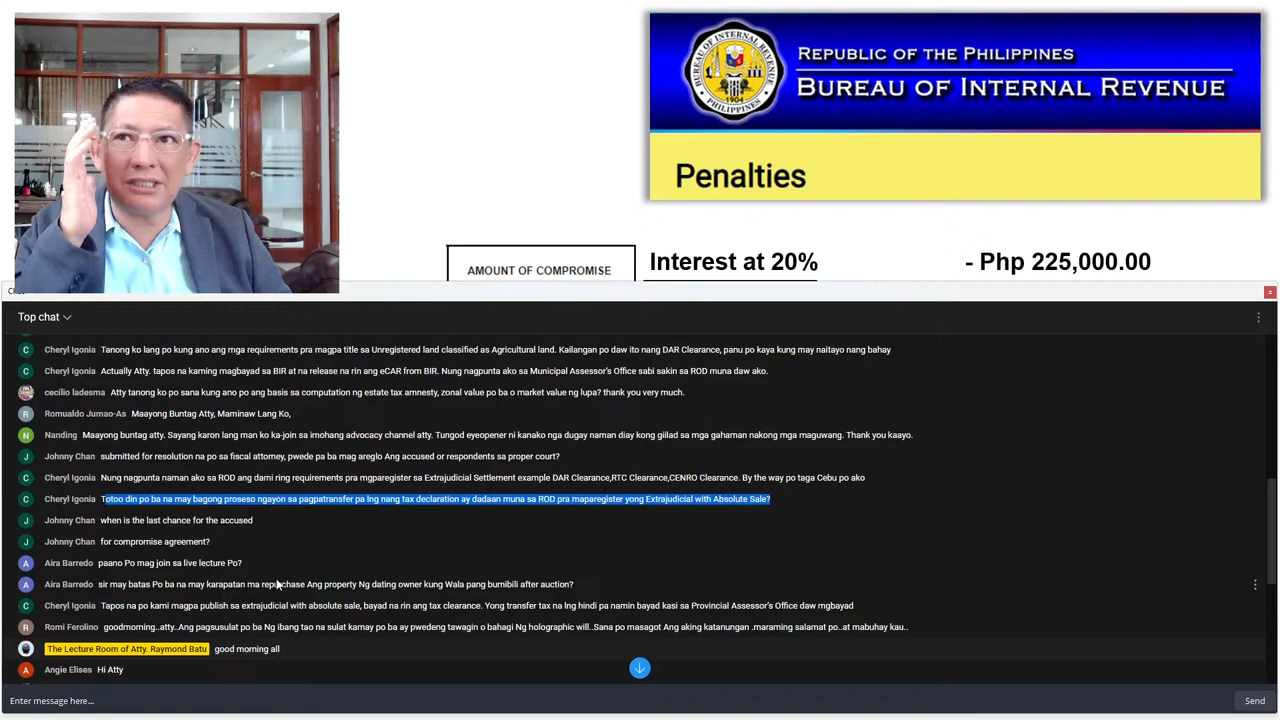 REPUBLIC OF THE PHILIPPINES
BUREAU OF INTERNAL REVENUE
BUREAU OF INTERNAL REVENUE
PHILIPPINES
1904
Penalties
AMOUNT OF COMPROMISE
Interest at 20% - Php 225,000.00
x
Top chat
C Cheryl Igonia Tanong ko lang po kung ano ang mga requirements pra magpa title sa Unregistered land classified as Agricultural land. Kailangan po daw ito nang DAR Clearance, panu po kaya kung may naitayo nang bahay
C Cheryl Igonia Actually Atty. tapos na kaming magbayad sa BIR at na release na rin ang eCAR from BIR. Nung nagpunta ako sa Municipal Assessor's Office sabi sakin sa ROD muna daw ako.
cecilio ladesma Atty tanong ko po sana kung ano po ang basis sa computation ng estate tax amnesty, zonal value po ba o market value ng lupa? thank you very much.
R Romualdo Jumao-As Maayong Buntag Atty, Maminaw Lang Ko,
N Nanding Maayong buntag atty. Sayang karon lang man ko ka-join sa imohang advocacy channel atty. Tungod eyeopener ni kanako nga dugay naman diay kong giilad sa mga gahaman nakong mga maguwang. Thank you kaayo.
J Johnny Chan submitted for resolution na po sa fiscal attorney, pwede pa ba mag areglo Ang accused or respondents sa proper court?
C Cheryl Igonia Nung nagpunta naman ako sa ROD ang dami ring requirements pra mgpareregister sa Extrajudicial Settlement example DAR Clearance,RTC Clearance,CENRO Clearance. By the way po taga Cebu po ako
C Cheryl Igonia Totoo din po ba na may bagong proseso ngayon sa pagpatransfer pa lng nang tax declaration ay dadaan muna sa ROD pra maparegister yong Extrajudicial with Absolute Sale?
J Johnny Chan when is the last chance for the accused
J Johnny Chan for compromise agreement?
A Aira Barredo paano Po mag join sa live lecture Po?
A Aira Barredo sir may batas Po ba na may karapatan ma repurchase Ang property Ng dating owner kung Wala pang bumibili after auction?
C Cheryl Igonia Tapos na po kami magpa publish sa extrajudicial with absolute sale, bayad na rin ang tax clearance. Yong transfer tax na lng hindi pa namin bayad kasi sa Provincial Assessor's Office daw mgbayad
R Romi Ferolino goodmorning..atty..Ang pagsusulat po ba Ng ibang tao na sulat kamay po ba ay pwedeng tawagin o bahagi Ng holographic will..Sana po masagot Ang aking katanungan .maraming salamat po..at mabuhay kau..
The Lecture Room of Atty. Raymond Batu good morning all
A Angie Elises Hi Atty
Enter message here...
Send